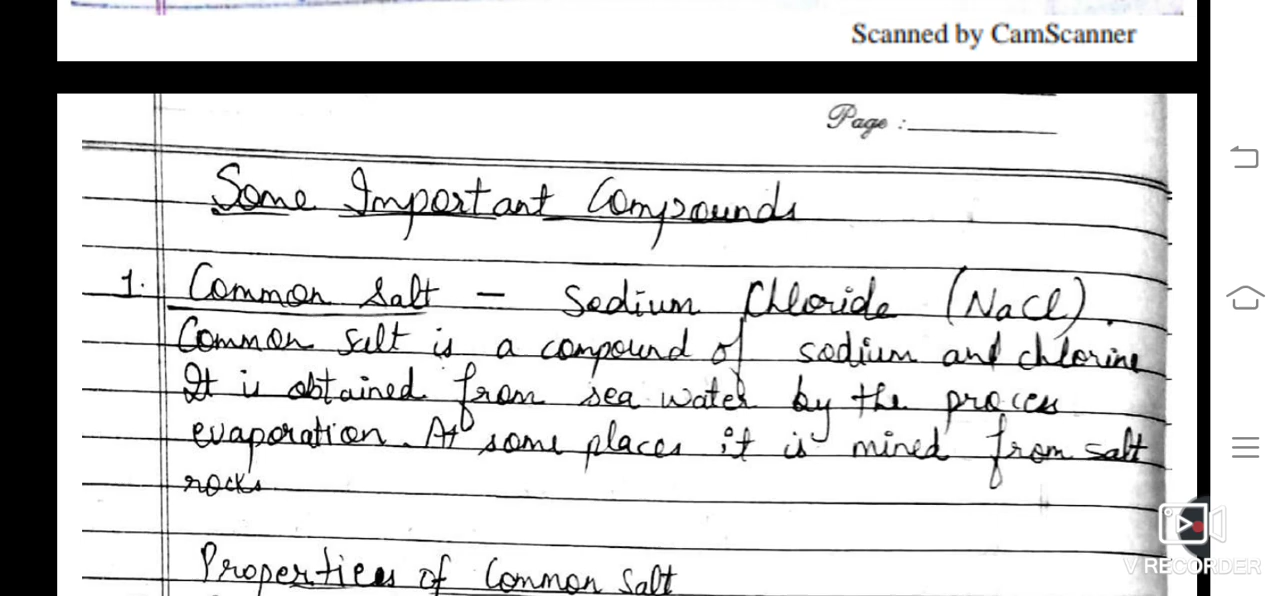 Scanned by CamScanner
Page :
Some Important Compounds
1. Common Salt – Sodium Chloride (NaCl).
Common salt is a compound of sodium and chlorine
It is obtained from sea water by the process
evaporation. At some places it is mined from salt
rocks
Properties of Common Salt
V RECORDER